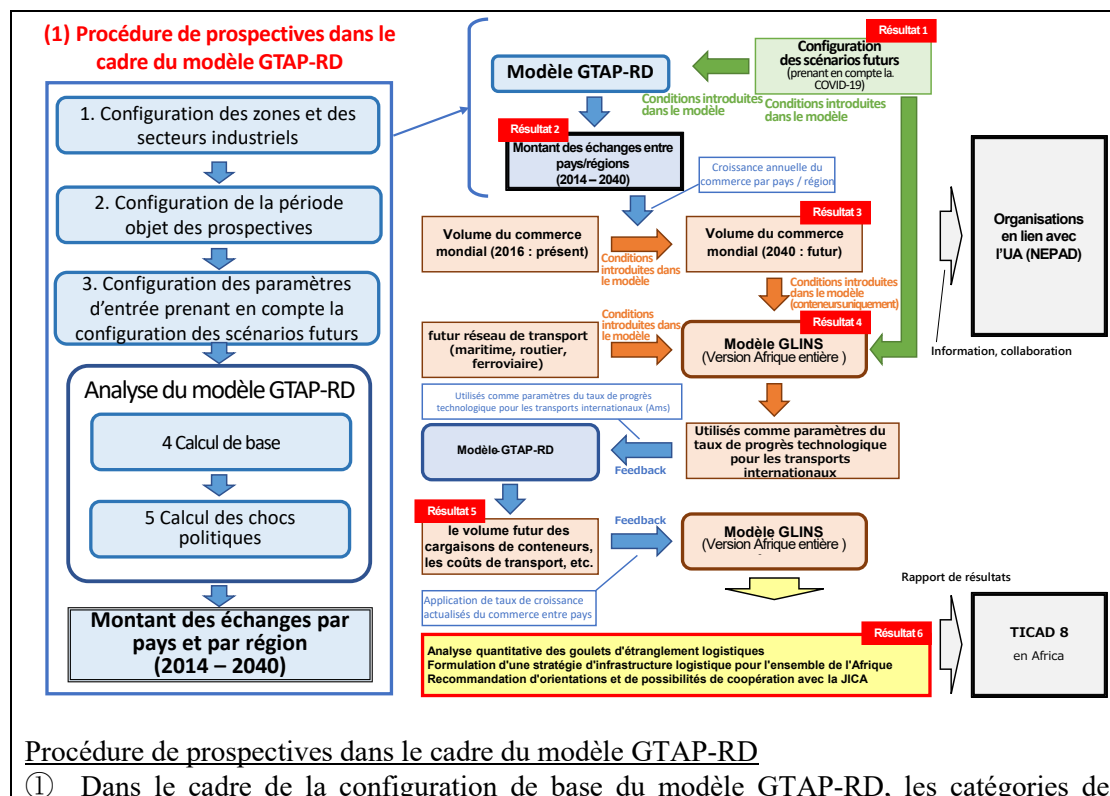 (1) Procédure de prospectives dans le
cadre du modèle GTAP-RD
1. Configuration des zones et des
secteurs industriels
2. Configuration de la période
objet des prospectives
3. Configuration des paramètres
d'entrée prenant en compte la
configuration des scénarios futurs
Analyse du modèle GTAP-RD
4 Calcul de base
5 Calcul des chocs
politiques
Montant des échanges par
pays et par région
(2014 – 2040)
Résultat 1
Configuration
des scénarios futurs
(prenant en compte la.
COVID-19)
Modèle GTAP-RD
Conditions introduites
dans le modèle
Conditions introduites
dans le modèle
Résultat 2
Montant des échanges entre
pays/régions
(2014 – 2040)
Croissance annuelle du
commerce par pays / région
Volume du commerce
mondial (2016 : présent)
Conditions
introduites dans
le modèle
Résultat 3
Volume du commerce
mondial (2040 : futur)
Conditions introduites
dans le modèle
(conteneursuniquement)
futur réseau de transport
(maritime, routier,
ferroviaire)
Conditions
introduites dans
le modèle
Résultat 4
Modèle GLINS
(Version Afrique entière )
Utilisés comme paramètres du taux de progrès
technologique pour les transports internationaux (Ams)
Modèle-GTAP-RD
Feedback
Utilisés comme paramètres du
taux de progrès technologique
pour les transports
internationaux
Résultat 5
le volume futur des
cargaisons de conteneurs,
les coûts de transport, etc.
Feedback
Modèle GLINS
(Version Afrique entière )
Application de taux de croissance
actualisés du commerce entre pays
Résultat 6
Analyse quantitative des goulets d'étranglement logistiques
Formulation d'une stratégie d'infrastructure logistique pour l'ensemble de l'Afrique
Recommandation d'orientations et de possibilités de coopération avec la JICA
Organisations
en lien avec
l'UA (NEPAD)
Information, collaboration
Rapport de résultats
TICAD 8
en Africa
Procédure de prospectives dans le cadre du modèle GTAP-RD
① Dans le cadre de la configuration de base du modèle GTAP-RD, les catégories de